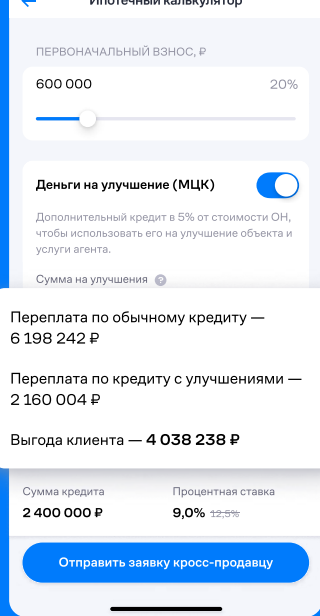 Ипотечный калькулятор
ПЕРВОНАЧАЛЬНЫЙ ВЗНОС, ₽
600 000 20%
Деньги на улучшение (МЦК)
Дополнительный кредит в 5% от стоимости ОН,
чтобы использовать его на улучшение объекта и
услуги агента.
Сумма на улучшения ?
Переплата по обычному кредиту —
6 198 242 ₽
Переплата по кредиту с улучшениями —
2 160 004 ₽
Выгода клиента — 4 038 238 ₽
Сумма кредита Процентная ставка
2 400 000 ₽ 9,0% 12,5%
Отправить заявку кросс-продавцу